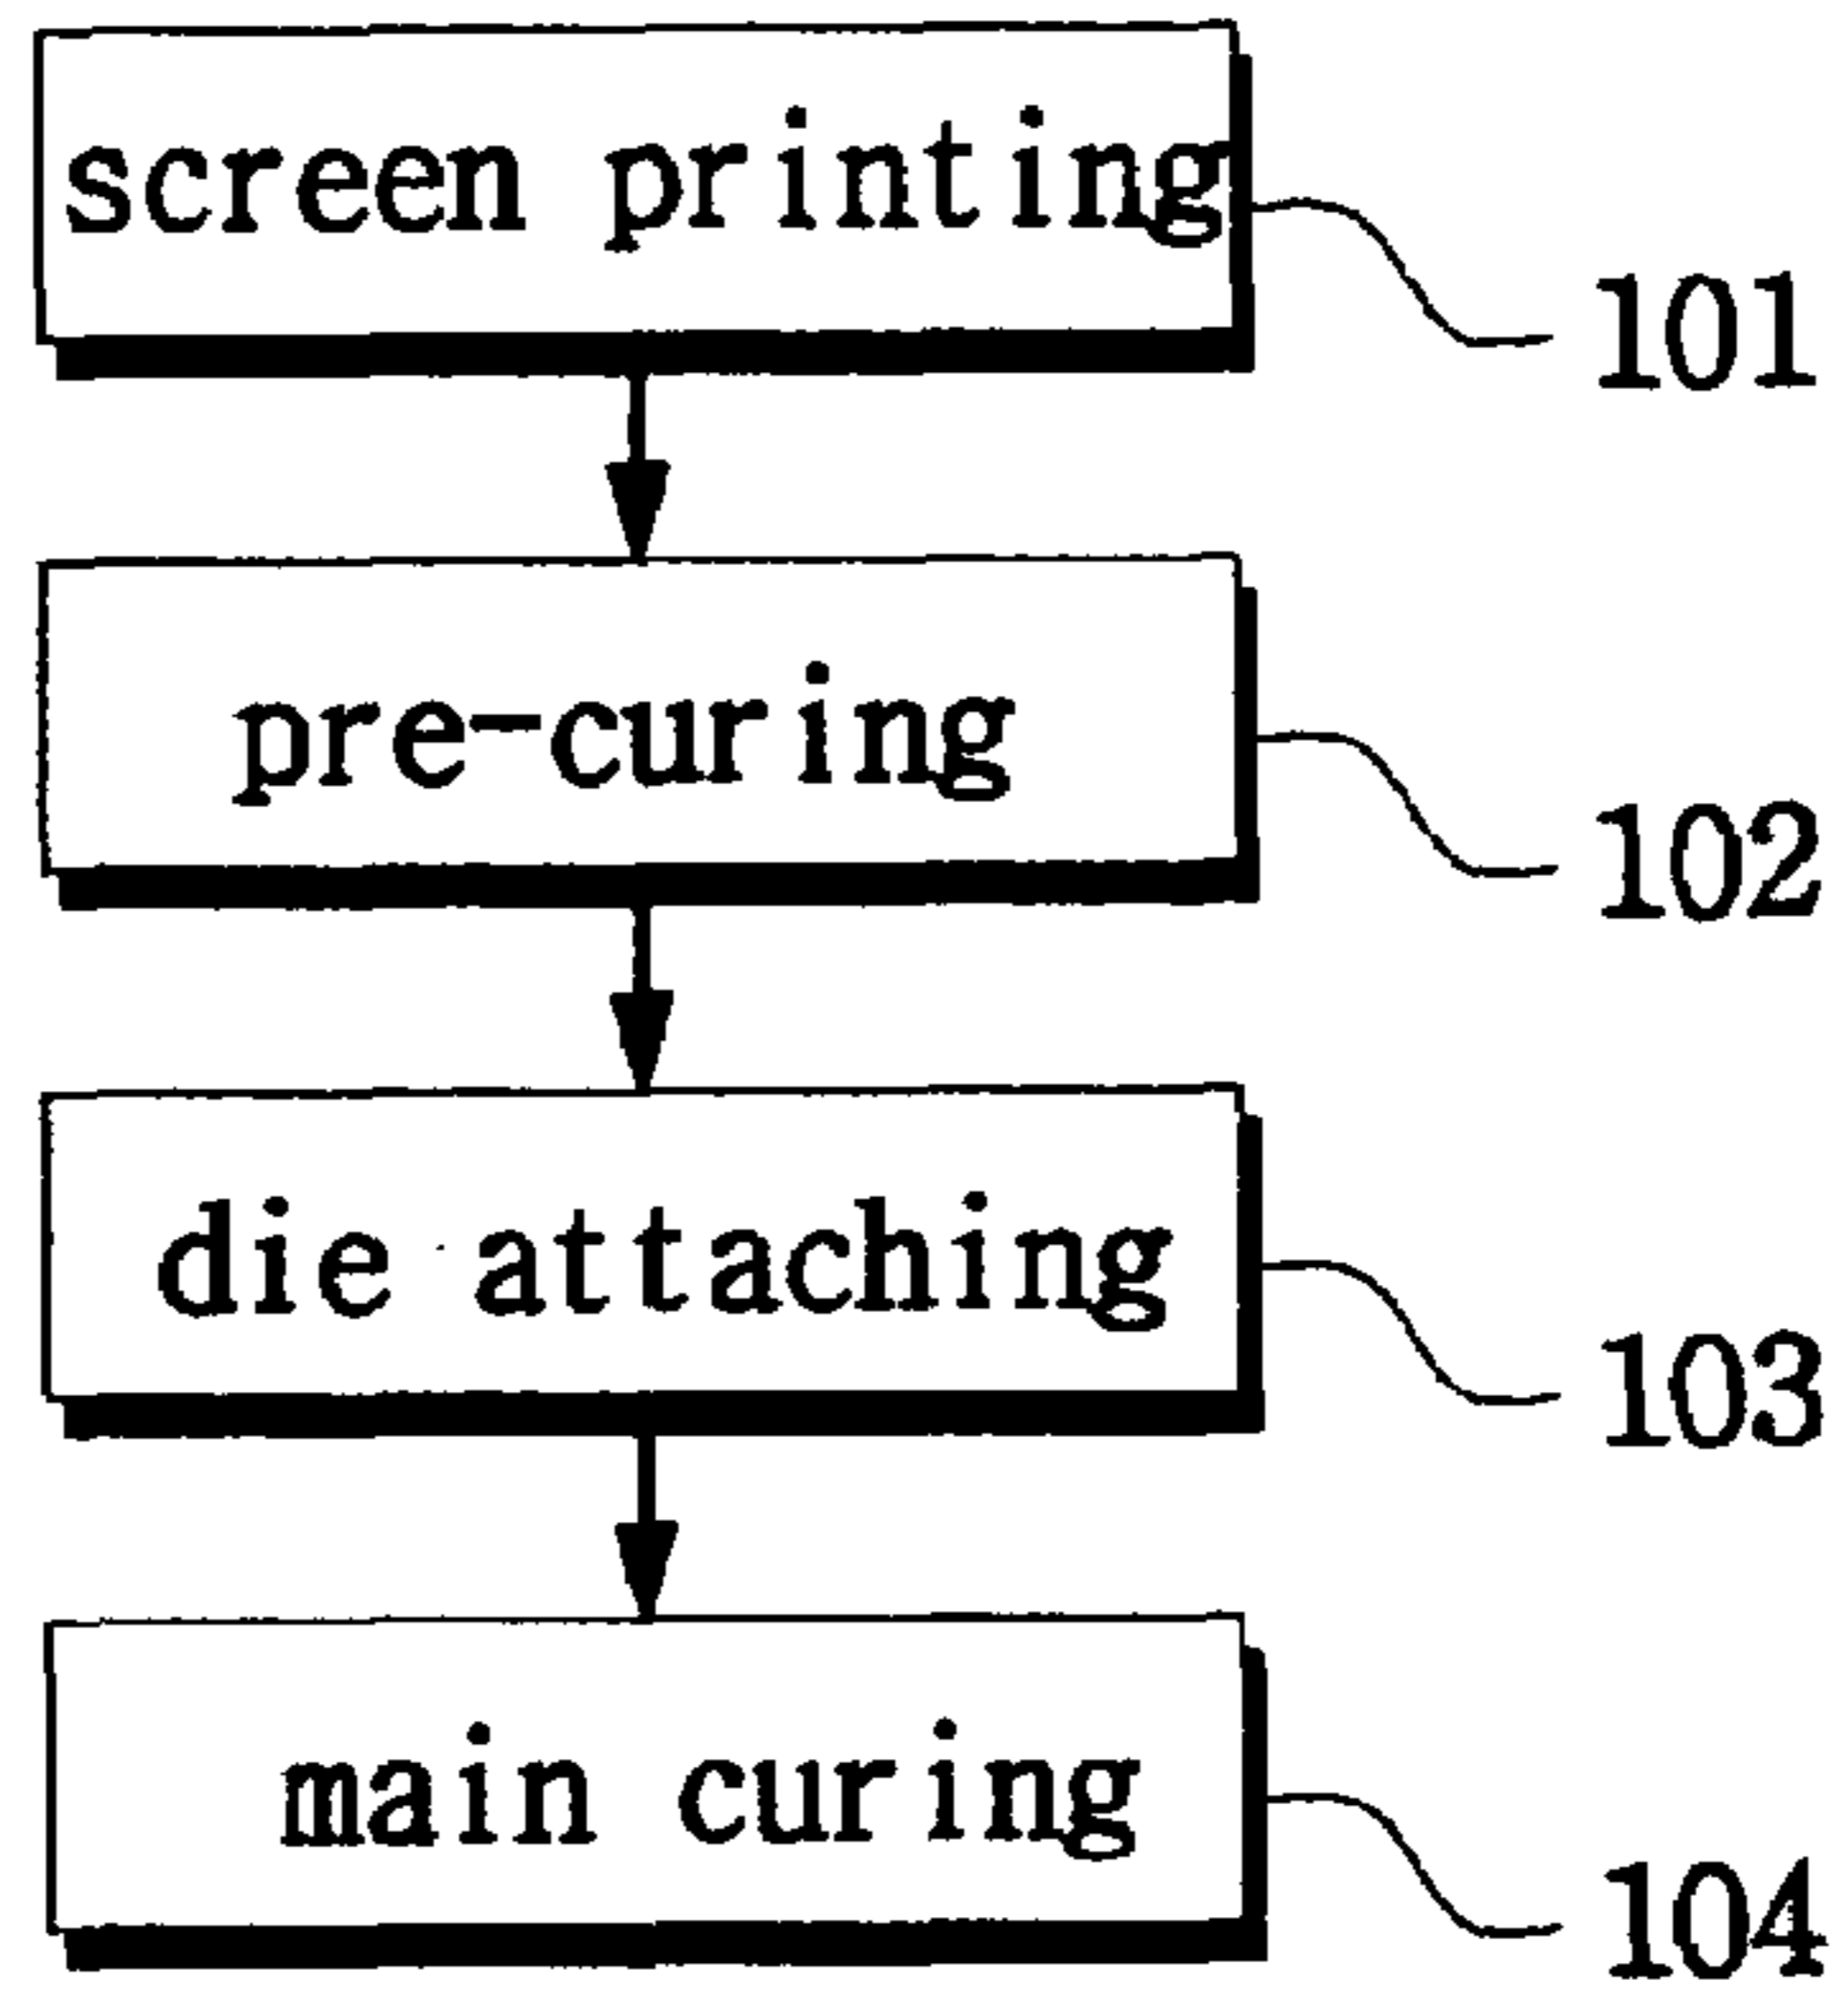 screen printing
101
pre-curing
102
die attaching
103
main curing
104